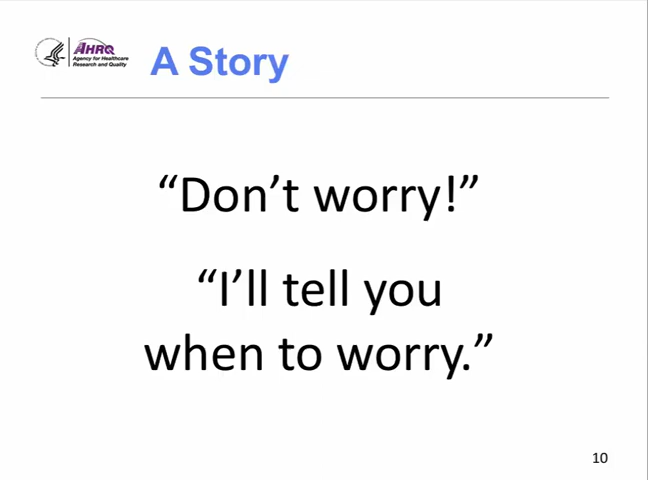 AHRQ
Agency for Healthcare
Research and Quality
A Story
“Don’t worry!”
“I’ll tell you
when to worry.”
10